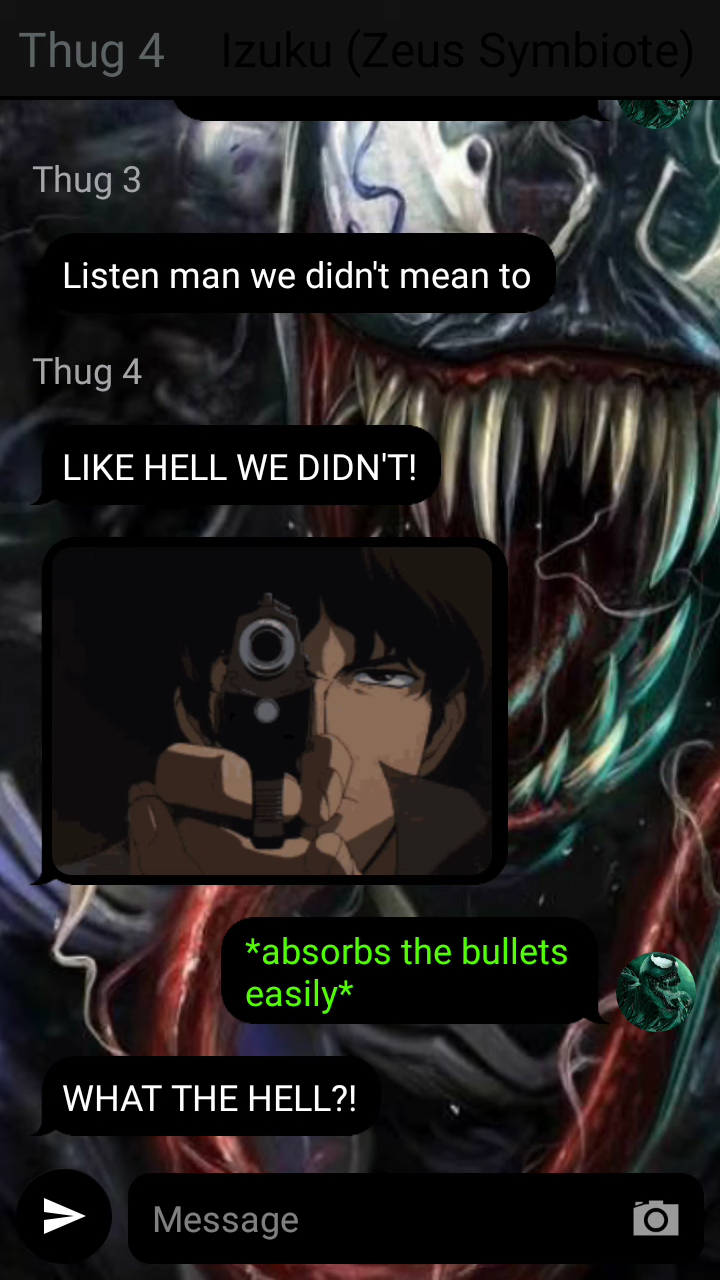 Thug 4 Izuku (Zeus Symbiote)
Thug 3
Listen man we didn't mean to
Thug 4
LIKE HELL WE DIDN'T!
*absorbs the bullets
easily*
WHAT THE HELL?!
Message